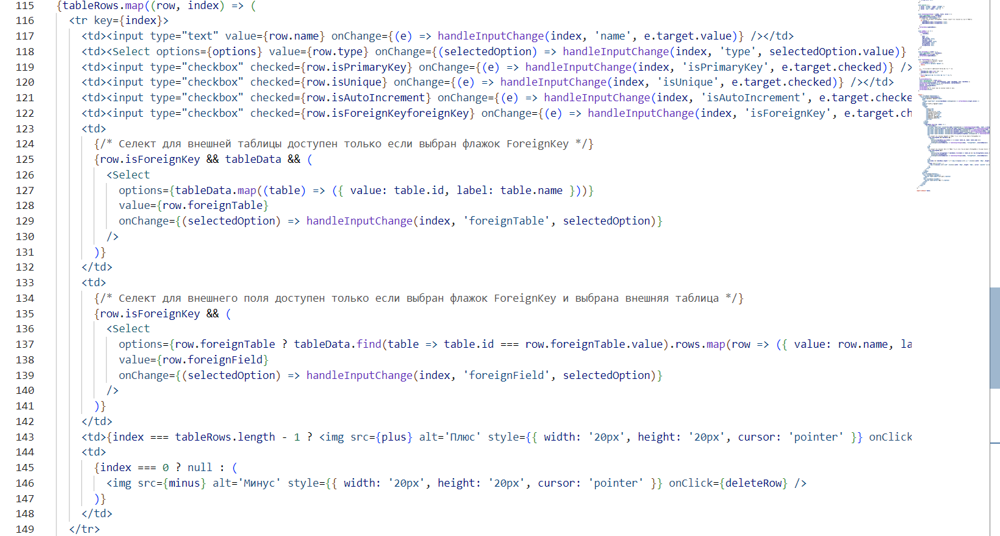 115 {tableRows.map((row, index) => (
116 <tr key={index}>
117 <td><input type="text" value={row.name} onChange={(e) => handleInputChange(index, 'name', e.target.value)} /></td>
118 <td><Select options={options} value={row.type} onChange={(selectedOption) => handleInputChange(index, 'type', selectedOption.value)}
119 <td><input type="checkbox" checked={row.isPrimaryKey} onChange={(e) => handleInputChange(index, 'isPrimaryKey', e.target.checked)} />
120 <td><input type="checkbox" checked={row.isUnique} onChange={(e) => handleInputChange(index, 'isUnique', e.target.checked)} /></td>
121 <td><input type="checkbox" checked={row.isAutoIncrement} onChange={(e) => handleInputChange(index, 'isAutoIncrement', e.target.checke
122 <td><input type="checkbox" checked={row.isForeignKeyforeignKey} onChange={(e) => handleInputChange(index, 'isForeignKey', e.target.ch
123 <td>
124 {/* Селект для внешней таблицы доступен только если выбран флажок ForeignKey */}
125 {row.isForeignKey && tableData && (
126 <Select
127 options={tableData.map((table) => ({ value: table.id, label: table.name }))}
128 value={row.foreignTable}
129 onChange={(selectedOption) => handleInputChange(index, 'foreignTable', selectedOption)}
130 />
131 )}
132 </td>
133 <td>
134 {/* Селект для внешнего поля доступен только если выбран флажок ForeignKey и выбрана внешняя таблица */}
135 {row.isForeignKey && (
136 <Select
137 options={row.foreignTable ? tableData.find(table => table.id === row.foreignTable.value).rows.map(row => ({ value: row.name, la
138 value={row.foreignField}
139 onChange={(selectedOption) => handleInputChange(index, 'foreignField', selectedOption)}
140 />
141 )}
142 </td>
143 <td>{index === tableRows.length - 1 ? <img src={plus} alt='Плюс' style={{ width: '20px', height: '20px', cursor: 'pointer' }} onClick
144 <td>
145 {index === 0 ? null : (
146 <img src={minus} alt='Минус' style={{ width: '20px', height: '20px', cursor: 'pointer' }} onClick={deleteRow} />
147 )}
148 </td>
149 </tr>